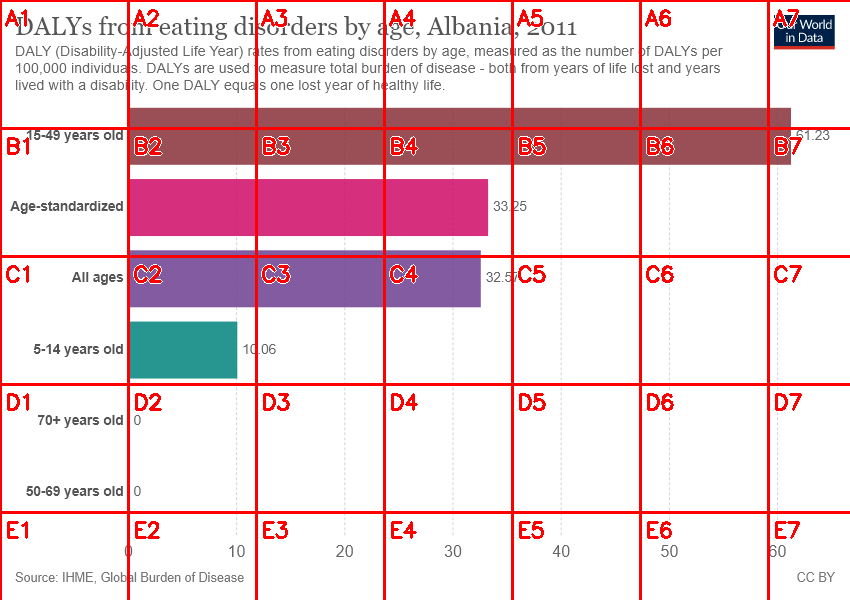 DALYs from eating disorders by age, Albania, 2011
Our World
in Data
DALY (Disability-Adjusted Life Year) rates from eating disorders by age, measured as the number of DALYs per
100,000 individuals. DALYs are used to measure total burden of disease - both from years of life lost and years
lived with a disability. One DALY equals one lost year of healthy life.
15-49 years old 61.23
Age-standardized 33.25
All ages 32.57
5-14 years old 10.06
70+ years old 0
50-69 years old 0
0 10 20 30 40 50 60
Source: IHME, Global Burden of Disease CC BY
A1 A2 A3 A4 A5 A6 A7
B1 B2 B3 B4 B5 B6 B7
C1 C2 C3 C4 C5 C6 C7
D1 D2 D3 D4 D5 D6 D7
E1 E2 E3 E4 E5 E6 E7